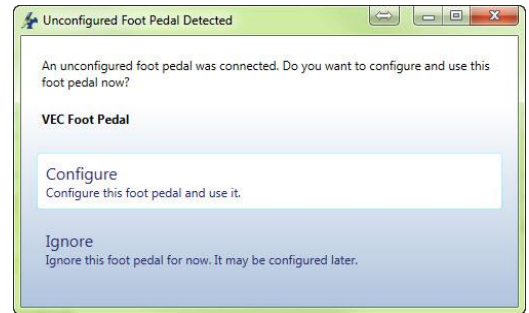 Unconfigured Foot Pedal Detected
An unconfigured foot pedal was connected. Do you want to configure and use this
foot pedal now?
VEC Foot Pedal
Configure
Configure this foot pedal and use it.
Ignore
Ignore this foot pedal for now. It may be configured later.